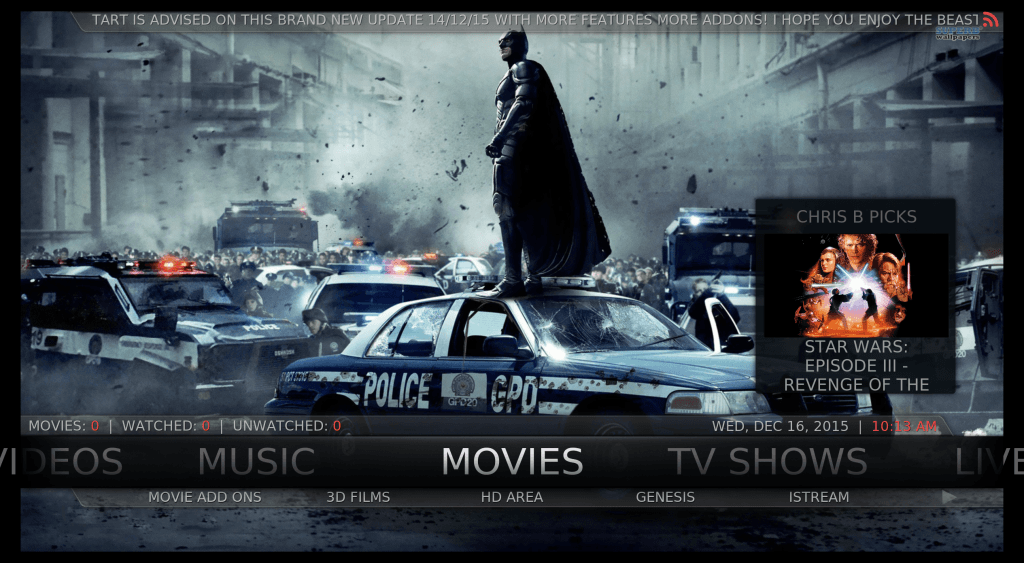 TART IS ADVISED ON THIS BRAND NEW UPDATE 14/12/15 WITH MORE FEATURES MORE ADDONS! I HOPE YOU ENJOY THE BEAST
wallpapers
CHRIS B PICKS
STAR WARS:
EPISODE III -
REVENGE OF THE
POLICE
POLICE GPD
MOVIES: 0 | WATCHED: 0 | UNWATCHED: 0
WED, DEC 16, 2015 | 10:13 AM
VIDEOS MUSIC MOVIES TV SHOWS LIVE
MOVIE ADD ONS 3D FILMS HD AREA GENESIS ISTREAM